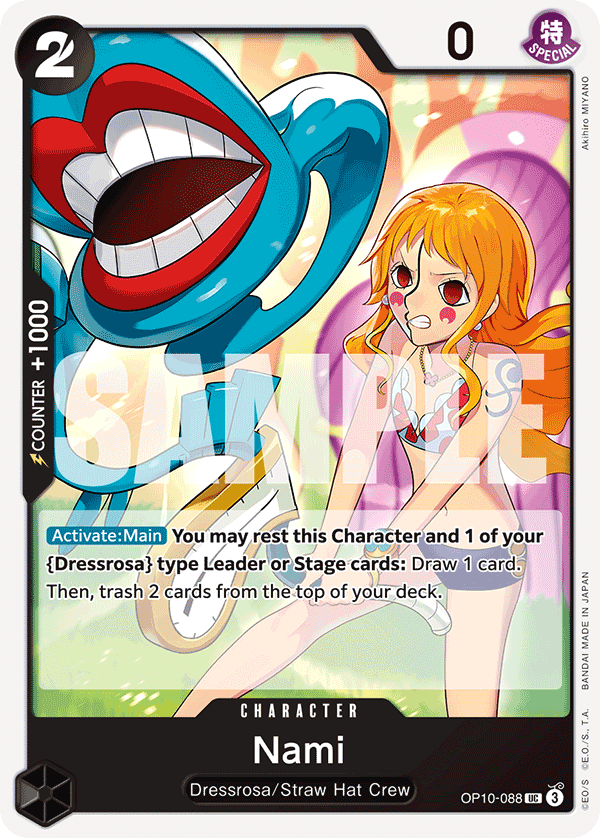 2
0
特
SPECIAL
Akihiro MIYANO
COUNTER +1000
SAMPLE
Activate:Main You may rest this Character and 1 of your
{Dressrosa} type Leader or Stage cards: Draw 1 card.
Then, trash 2 cards from the top of your deck.
CHARACTER
Nami
Dressrosa/Straw Hat Crew
OP10-088 UC 3
©E.O/S ©E.O./S., T.A. BANDAI MADE IN JAPAN